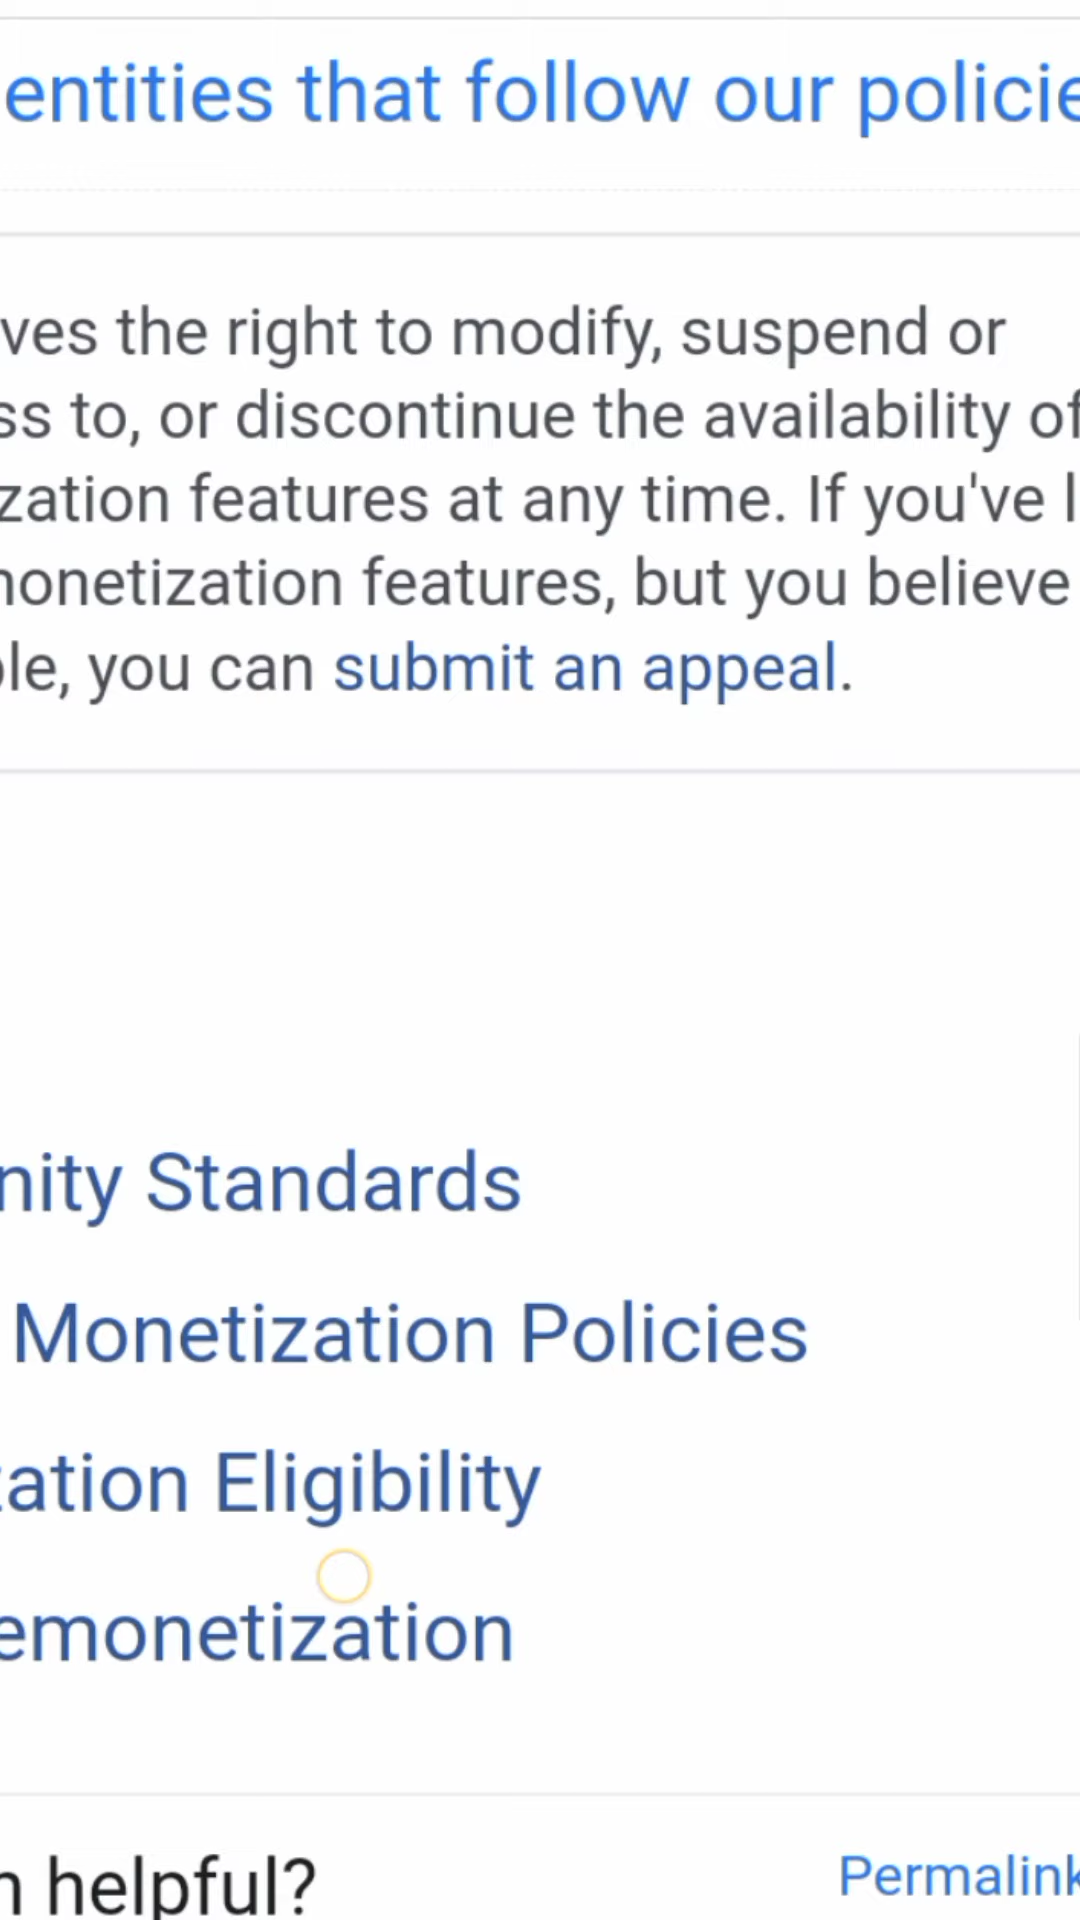 entities that follow our policie
ves the right to modify, suspend or
ss to, or discontinue the availability of
zation features at any time. If you've l
nonetization features, but you believe
ole, you can submit an appeal.
nity Standards
Monetization Policies
zation Eligibility
emonetization
n helpful?
Permalink